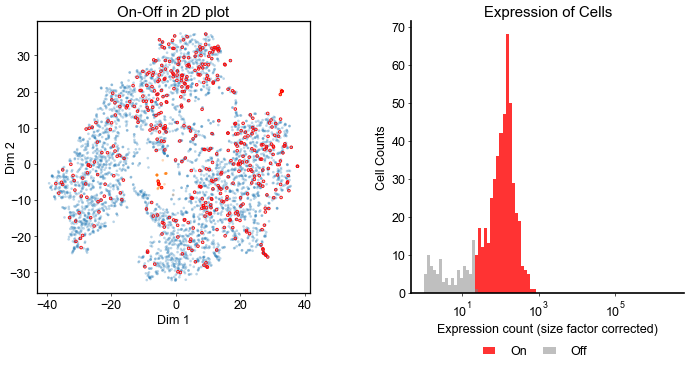 On-Off in 2D plot
Dim 2
30
20
10
0
−10
−20
−30
−40 −20 0 20 40
Dim 1
Expression of Cells
Cell Counts
70
60
50
40
30
20
10
0
10^1 10^3 10^5
Expression count (size factor corrected)
On Off